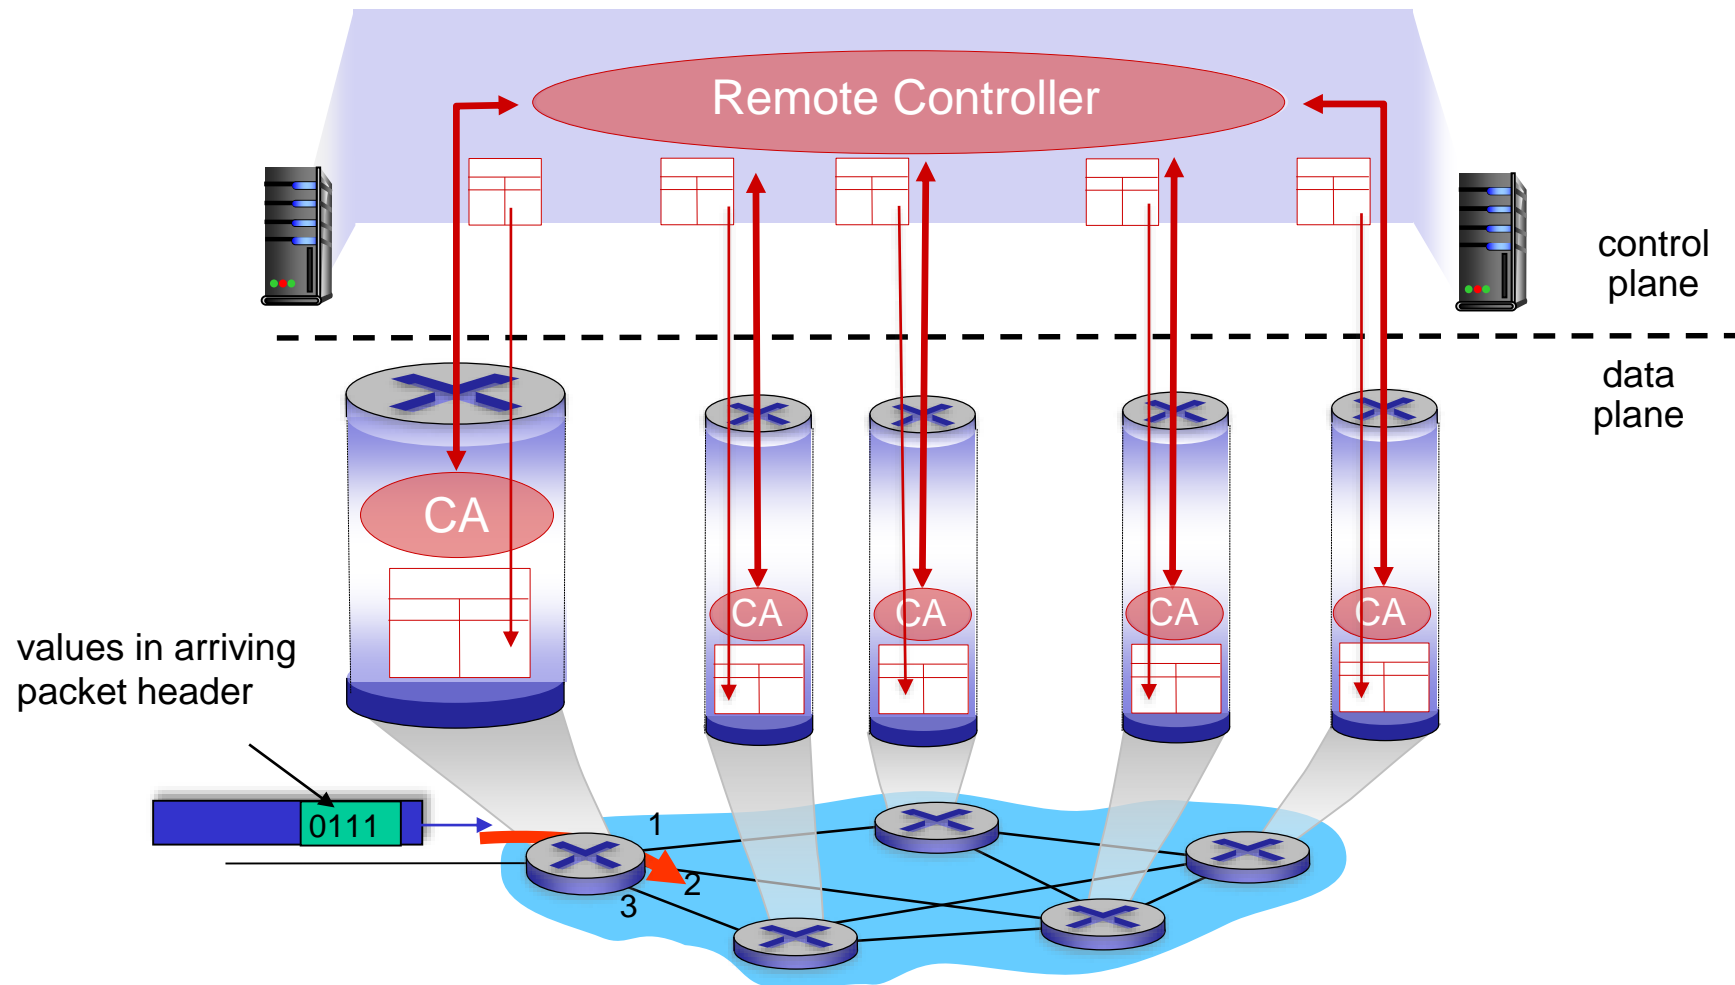 Remote Controller
control
plane
data
plane
CA
CA
CA
CA
CA
values in arriving
packet header
0111
1
2
3